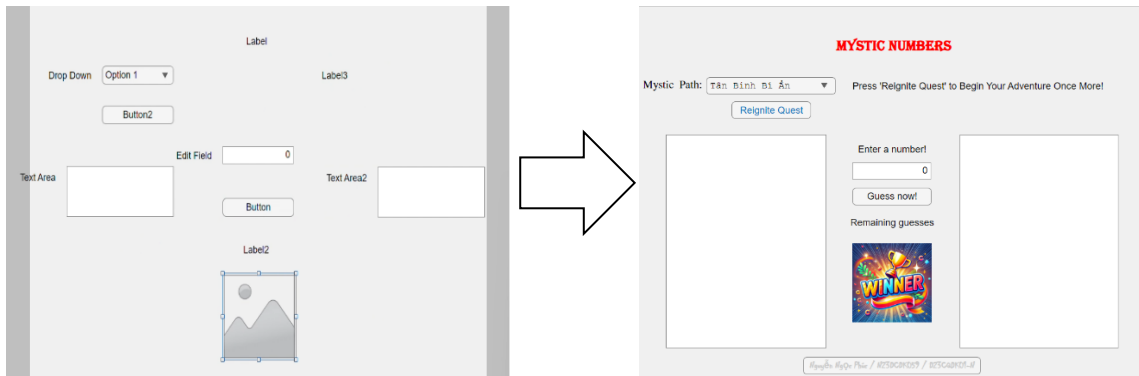 Label
Drop Down Option 1
Label3
Button2
Edit Field 0
Text Area
Text Area2
Button
Label2
MYSTIC NUMBERS
Mystic Path: Tân Binh Bí Ẩn
Press 'Reignite Quest' to Begin Your Adventure Once More!
Reignite Quest
Enter a number!
0
Guess now!
Remaining guesses
WINNER